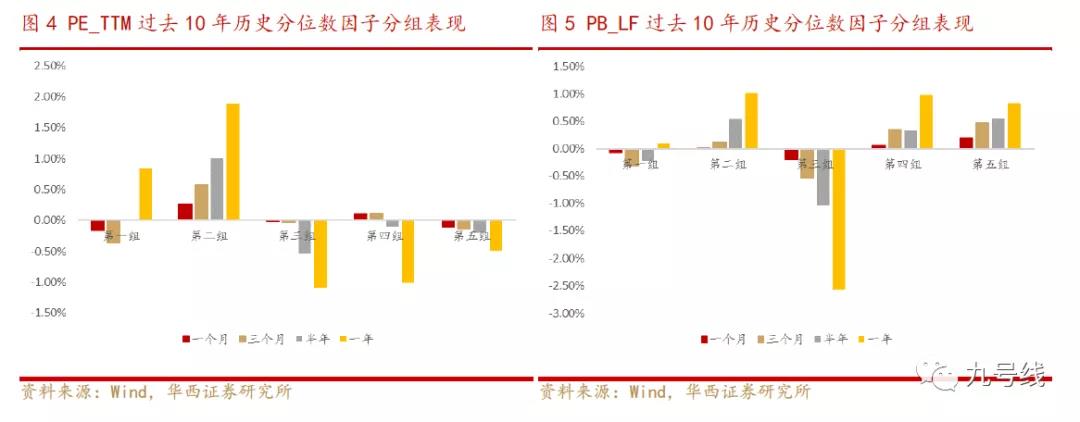 图 4 PE_TTM 过去 10 年历史分位数因子分组表现
2.50%
2.00%
1.50%
1.00%
0.50%
0.00%
-0.50%
-1.00%
-1.50%
第一组 第二组 第三组 第四组 第五组
一个月 三个月 半年 一年
资料来源：Wind，华西证券研究所
图 5 PB_LF 过去 10 年历史分位数因子分组表现
1.50%
1.00%
0.50%
0.00%
-0.50%
-1.00%
-1.50%
-2.00%
-2.50%
-3.00%
第一组 第二组 第三组 第四组 第五组
一个月 三个月 半年 一年
资料来源：Wind，华西证券研究所
九号线